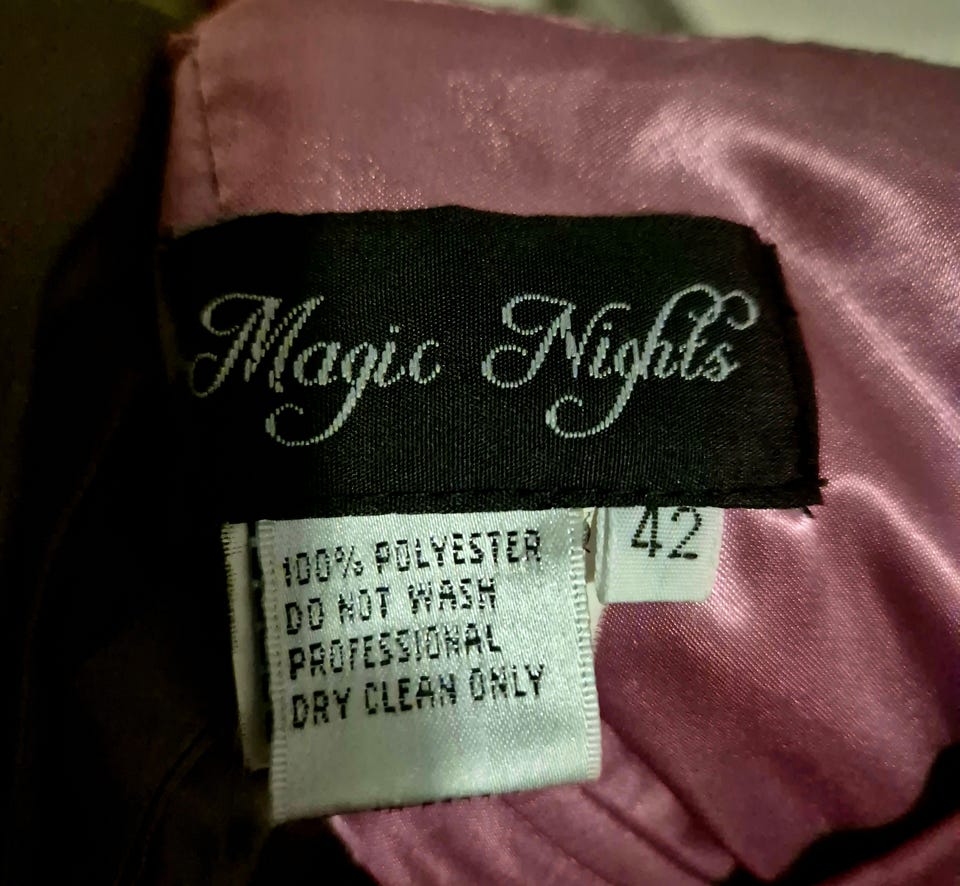 Magic Nights
42
100% POLYESTER
DO NOT WASH
PROFESSIONAL
DRY CLEAN ONLY